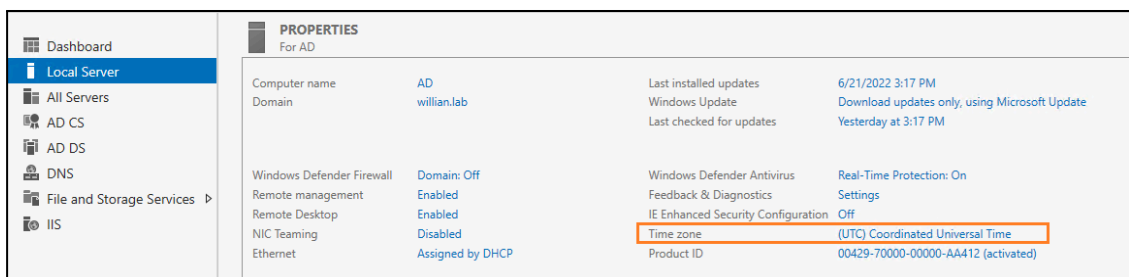 PROPERTIES
For AD
Dashboard
Local Server
All Servers
AD CS
AD DS
DNS
File and Storage Services
IIS
Computer name AD Last installed updates 6/21/2022 3:17 PM
Domain willian.lab Windows Update Download updates only, using Microsoft Update
Last checked for updates Yesterday at 3:17 PM
Windows Defender Firewall Domain: Off Windows Defender Antivirus Real-Time Protection: On
Remote management Enabled Feedback & Diagnostics Settings
Remote Desktop Enabled IE Enhanced Security Configuration Off
NIC Teaming Disabled Time zone (UTC) Coordinated Universal Time
Ethernet Assigned by DHCP Product ID 00429-70000-00000-AA412 (activated)